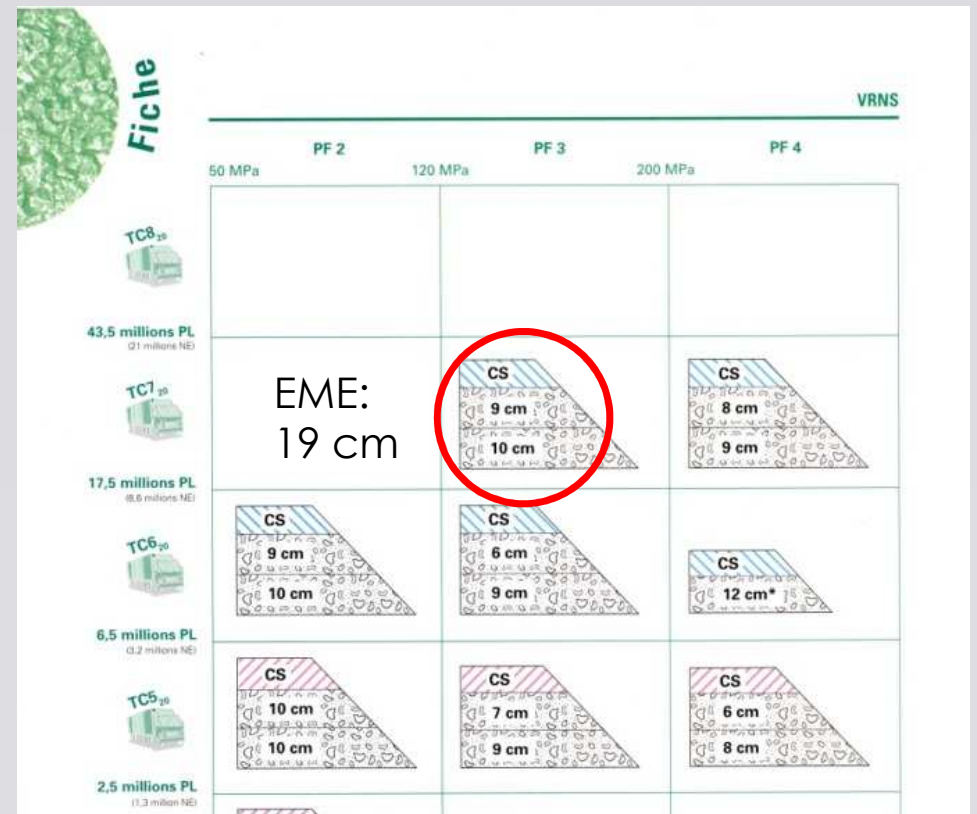 Fiche
VRNS
PF 2 PF 3 PF 4
50 MPa 120 MPa 200 MPa
TC8₂₀
43,5 millions PL
(21 millions NE)
TC7₂₀
EME:
19 cm
CS
9 cm
10 cm
CS
8 cm
9 cm
17,5 millions PL
(8,6 millions NE)
TC6₂₀
CS
9 cm
10 cm
CS
6 cm
9 cm
CS
12 cm*
6,5 millions PL
(3,2 millions NE)
TC5₂₀
CS
10 cm
10 cm
CS
7 cm
9 cm
CS
6 cm
8 cm
2,5 millions PL
(1,3 million NE)